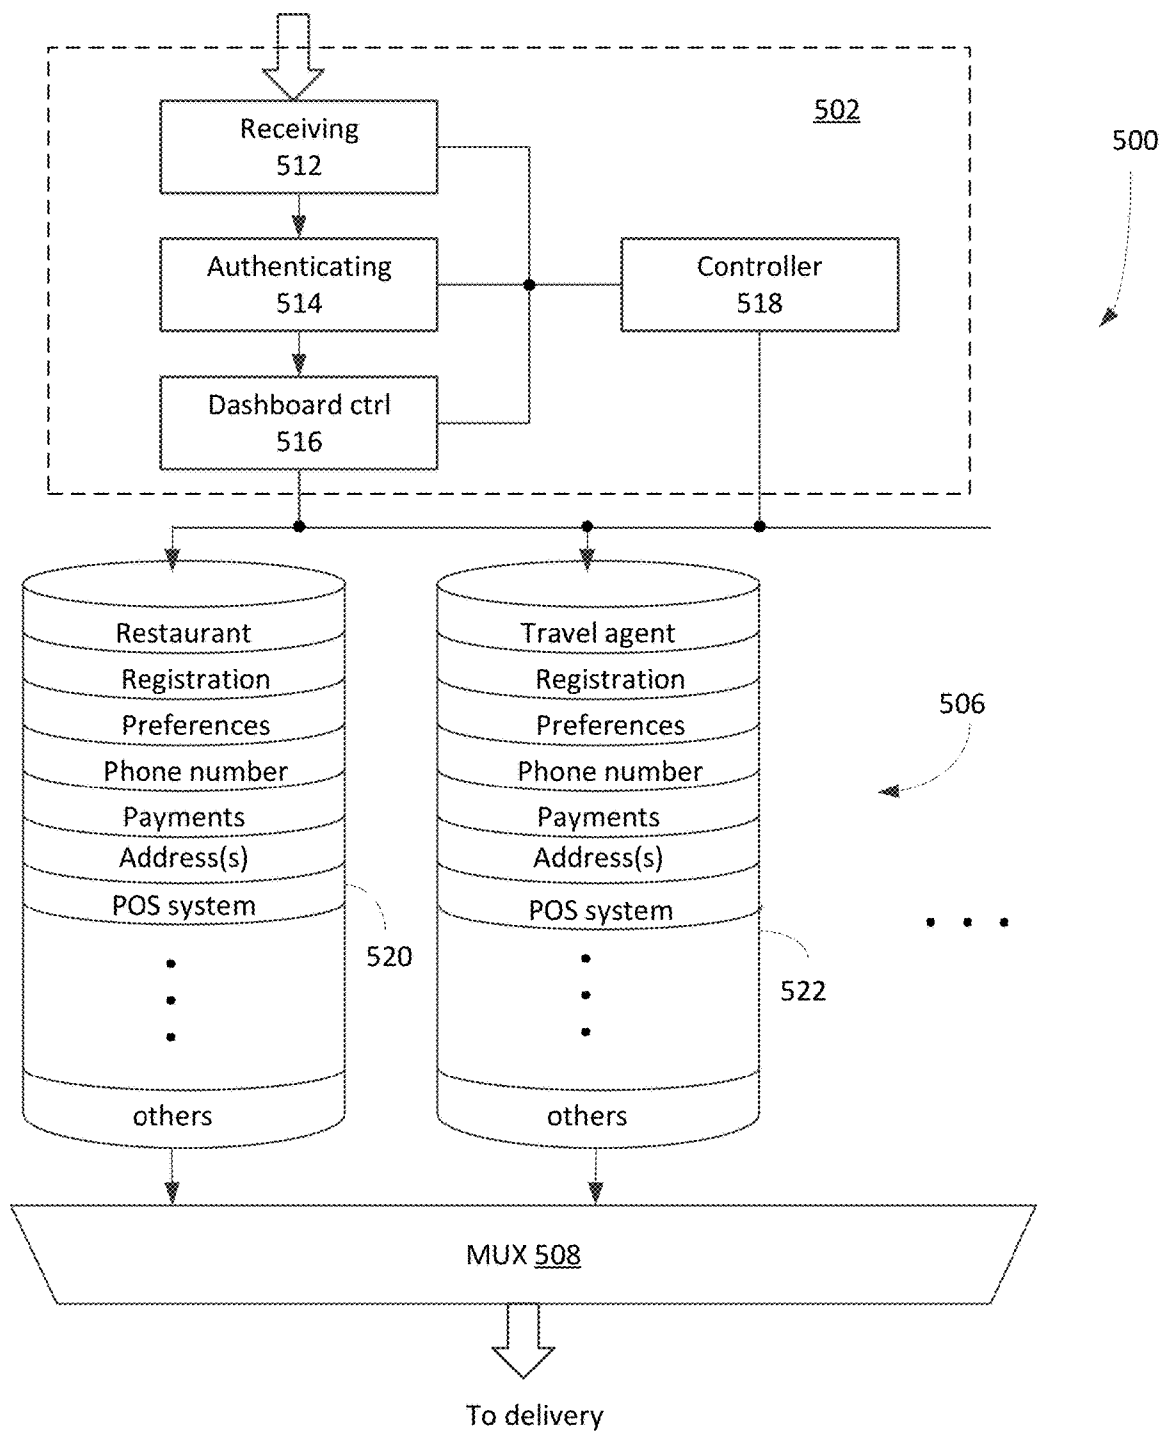 502
500
Receiving
512
Authenticating
514
Controller
518
Dashboard ctrl
516
Restaurant
Registration
Preferences
Phone number
Payments
Address(s)
POS system
others
520
Travel agent
Registration
Preferences
Phone number
Payments
Address(s)
POS system
others
522
506
MUX 508
To delivery